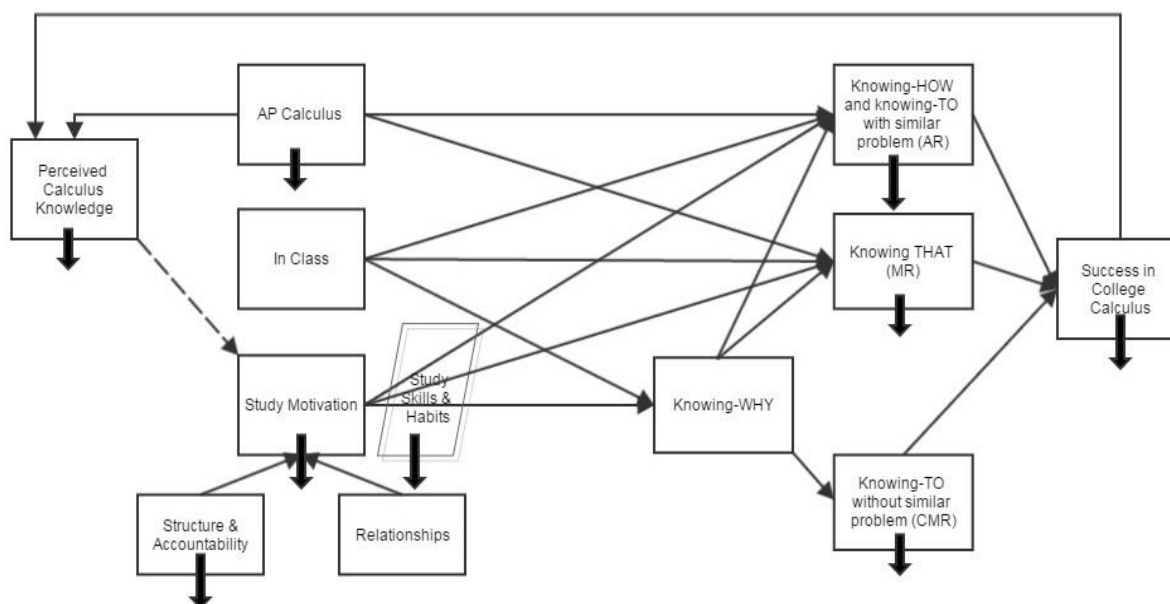 AP Calculus
Knowing-HOW
and knowing-TO
with similar
problem (AR)
Perceived
Calculus
Knowledge
In Class
Knowing THAT
(MR)
Success in
College
Calculus
Study Motivation
Study
Skills &
Habits
Knowing-WHY
Knowing-TO
without similar
problem (CMR)
Structure &
Accountability
Relationships